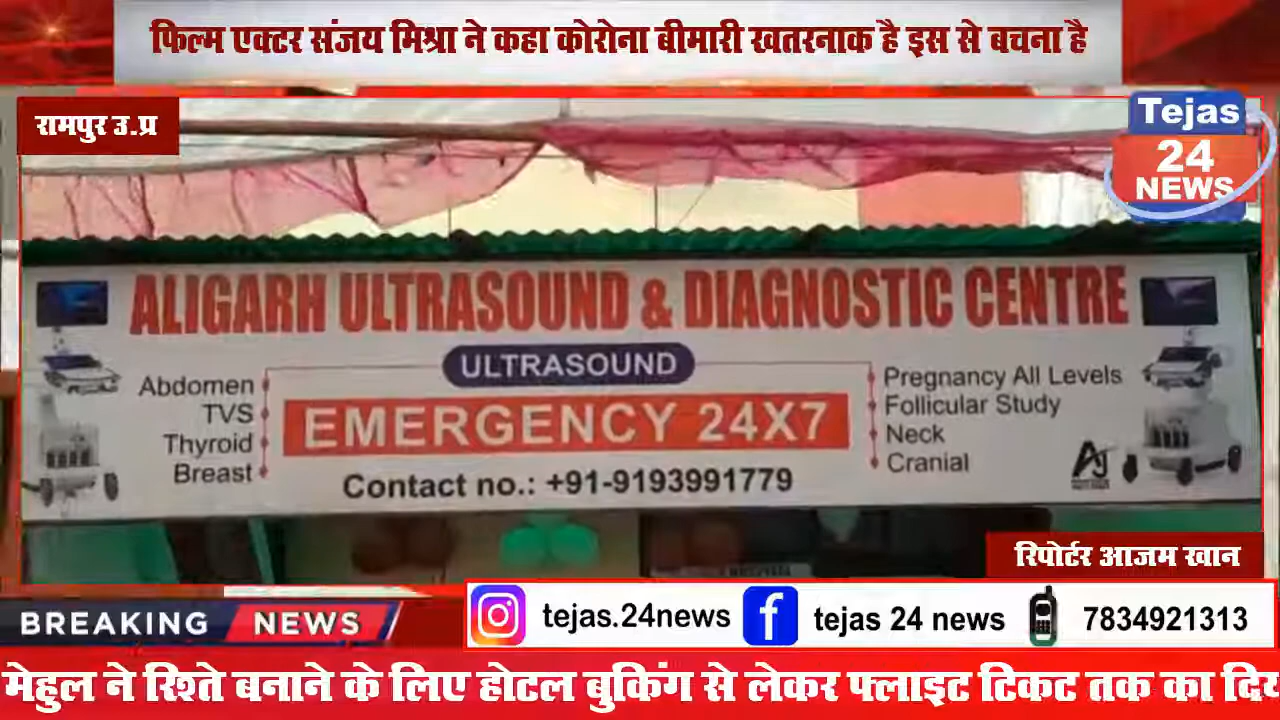 फिल्म एक्टर संजय मिश्रा ने कहा कोरोना बीमारी खतरनाक है इस से बचना है
रामपुर उ.प्र
Tejas
24
NEWS
ALIGARH ULTRASOUND & DIAGNOSTIC CENTRE
ULTRASOUND
Abdomen
TVS
Thyroid
Breast
EMERGENCY 24X7
Pregnancy All Levels
Follicular Study
Neck
Cranial
Contact no.: +91-9193991779
AJ
रिपोर्टर आजम खान
BREAKING NEWS
tejas.24news
tejas 24 news
7834921313
मेहुल ने रिश्ते बनाने के लिए होटल बुकिंग से लेकर फ्लाइट टिकट तक का